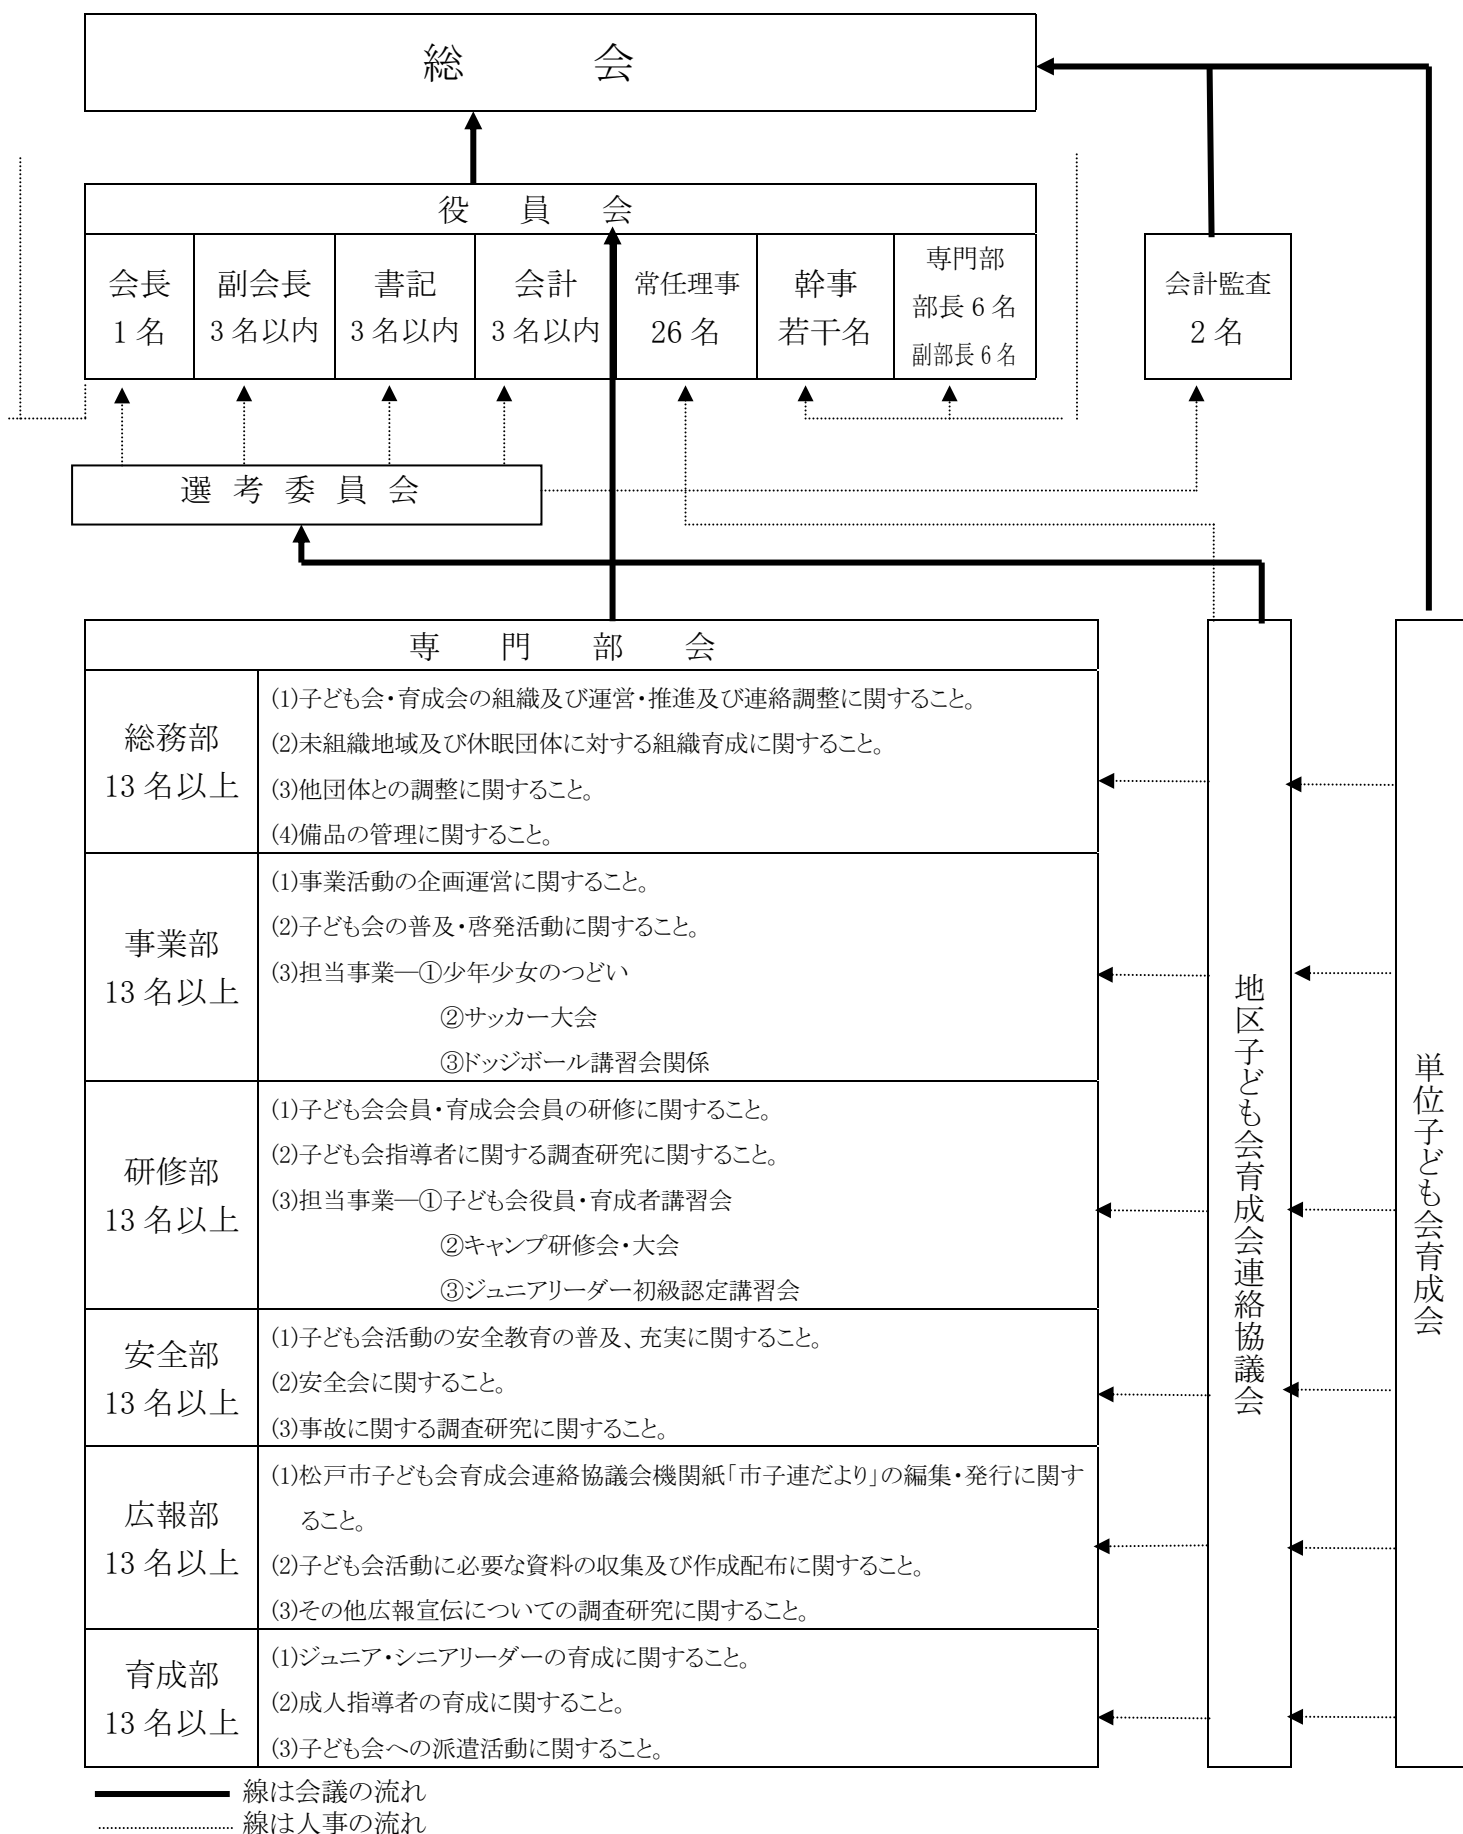 総　会
役　員　会
会長
1名
副会長
3名以内
書記
3名以内
会計
3名以内
常任理事
26名
幹事
若干名
専門部
部長6名
副部長6名
会計監査
2名
選考委員会
専　門　部　会
総務部
13名以上
(1)子ども会・育成会の組織及び運営・推進及び連絡調整に関すること。
(2)未組織地域及び休眠団体に対する組織育成に関すること。
(3)他団体との調整に関すること。
(4)備品の管理に関すること。
事業部
13名以上
(1)事業活動の企画運営に関すること。
(2)子ども会の普及・啓発活動に関すること。
(3)担当事業―①少年少女のつどい
②サッカー大会
③ドッジボール講習会関係
研修部
13名以上
(1)子ども会会員・育成会会員の研修に関すること。
(2)子ども会指導者に関する調査研究に関すること。
(3)担当事業―①子ども会役員・育成者講習会
②キャンプ研修会・大会
③ジュニアリーダー初級認定講習会
安全部
13名以上
(1)子ども会活動の安全教育の普及、充実に関すること。
(2)安全会に関すること。
(3)事故に関する調査研究に関すること。
広報部
13名以上
(1)松戸市子ども会育成会連絡協議会機関紙「市子連だより」の編集・発行に関す
ること。
(2)子ども会活動に必要な資料の収集及び作成配布に関すること。
(3)その他広報宣伝についての調査研究に関すること。
育成部
13名以上
(1)ジュニア・シニアリーダーの育成に関すること。
(2)成人指導者の育成に関すること。
(3)子ども会への派遣活動に関すること。
地区子ども会育成会連絡協議会
単位子ども会育成会
線は会議の流れ
線は人事の流れ